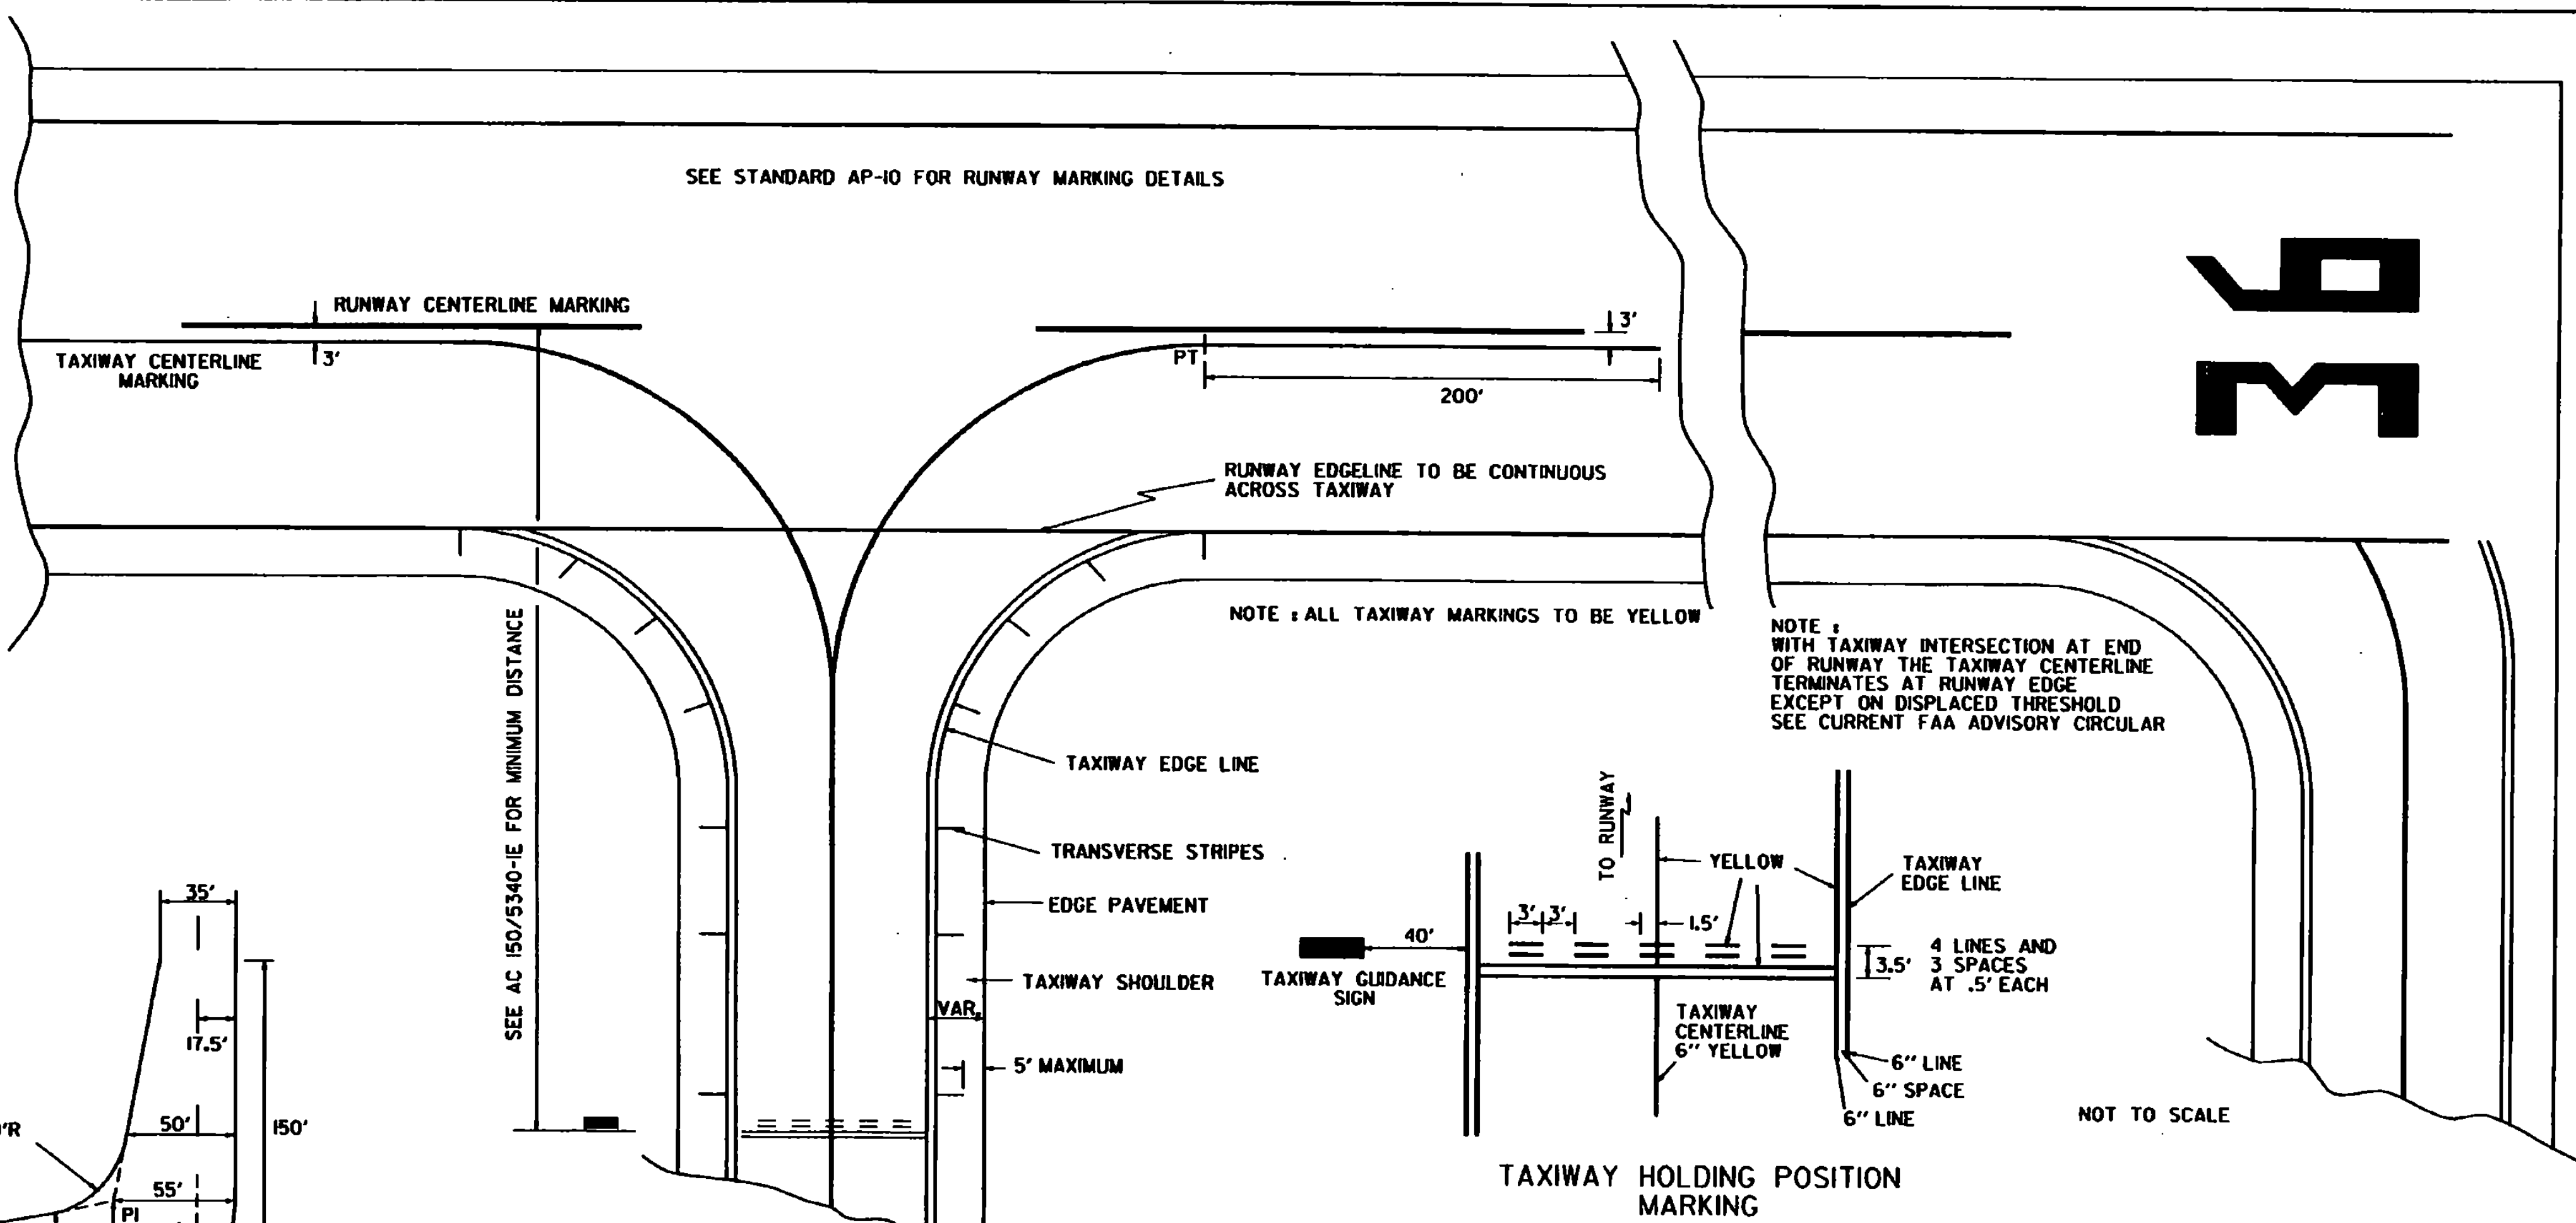 SEE STANDARD AP-10 FOR RUNWAY MARKING DETAILS
RUNWAY CENTERLINE MARKING
3'
TAXIWAY CENTERLINE
MARKING
3'
PT
200'
36
RUNWAY EDGELINE TO BE CONTINUOUS
ACROSS TAXIWAY
SEE AC 150/5340-1E FOR MINIMUM DISTANCE
NOTE : ALL TAXIWAY MARKINGS TO BE YELLOW
NOTE :
WITH TAXIWAY INTERSECTION AT END
OF RUNWAY THE TAXIWAY CENTERLINE
TERMINATES AT RUNWAY EDGE
EXCEPT ON DISPLACED THRESHOLD
SEE CURRENT FAA ADVISORY CIRCULAR
TAXIWAY EDGE LINE
TRANSVERSE STRIPES
EDGE PAVEMENT
TAXIWAY SHOULDER
VAR.
5' MAXIMUM
TO RUNWAY
YELLOW
TAXIWAY
EDGE LINE
3'
3'
1.5'
40'
TAXIWAY GUIDANCE
SIGN
3.5'
4 LINES AND
3 SPACES
AT .5' EACH
TAXIWAY
CENTERLINE
6" YELLOW
6" LINE
6" SPACE
6" LINE
NOT TO SCALE
TAXIWAY HOLDING POSITION
MARKING
35'
17.5'
50'
150'
'R
55'
PI